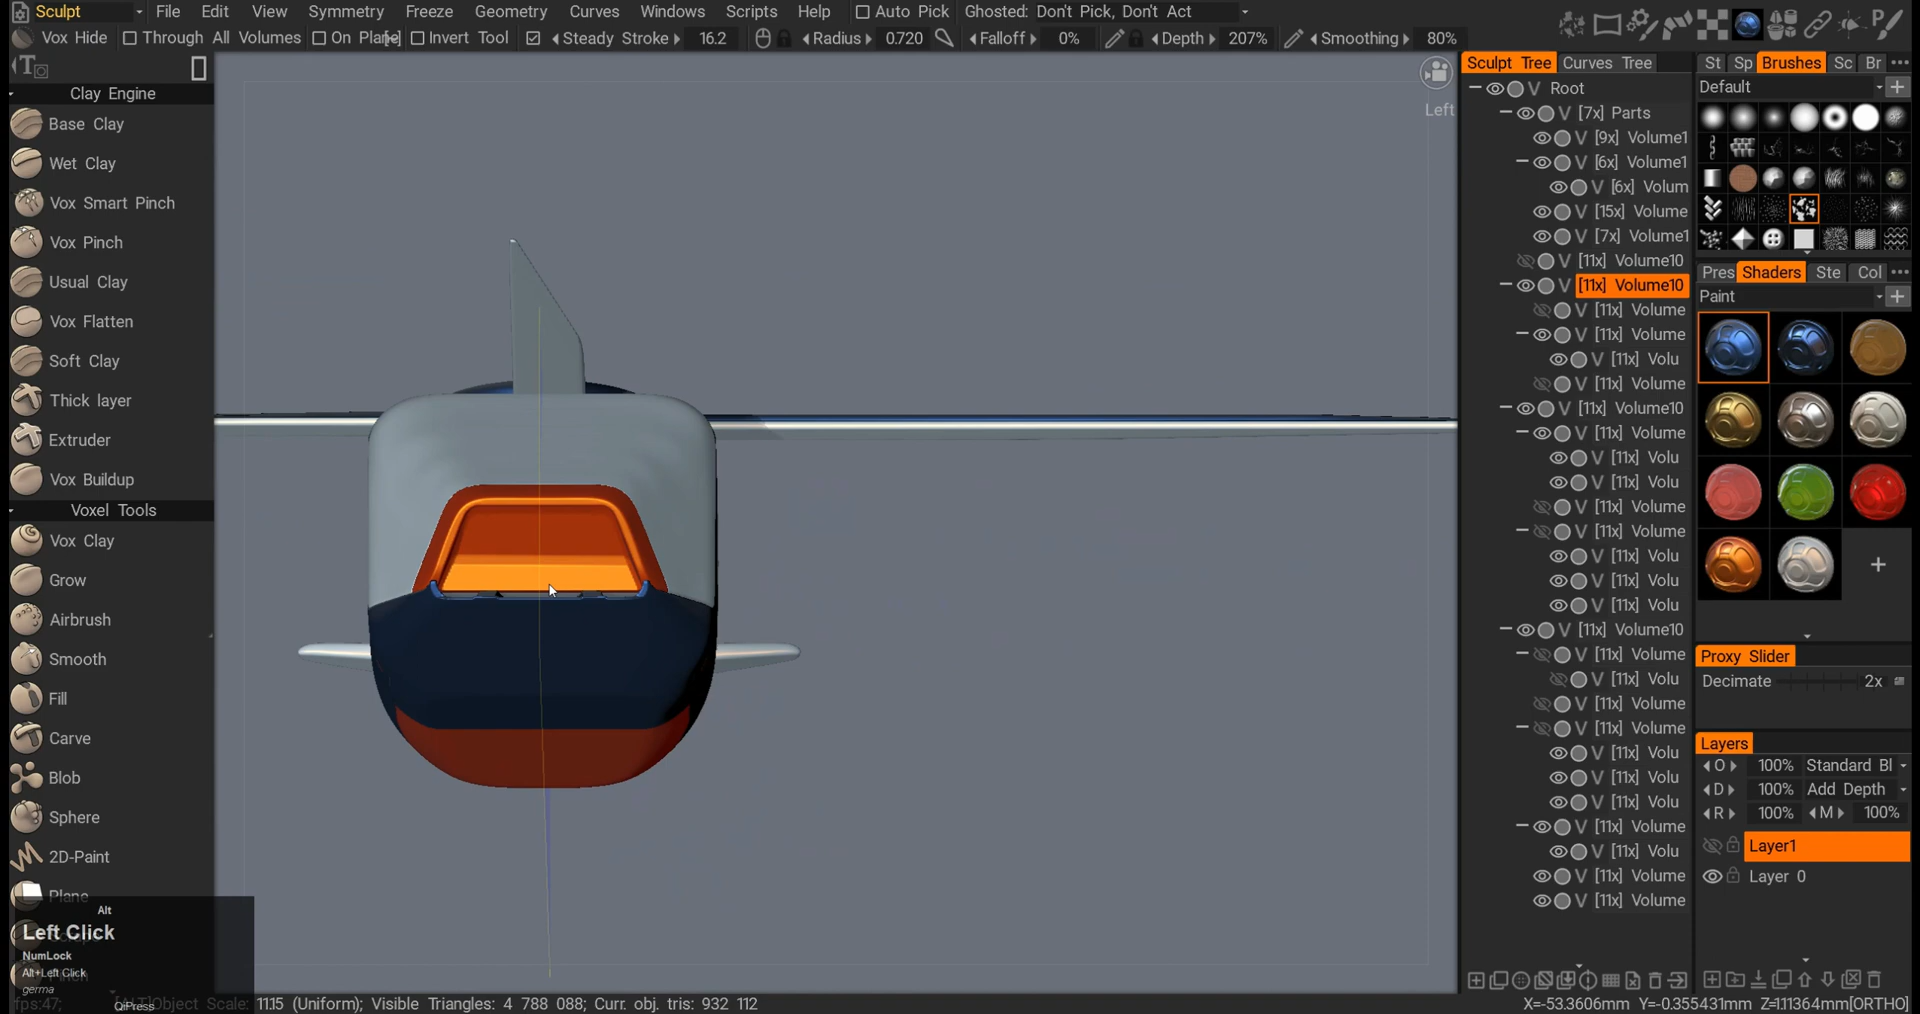 Sculpt File Edit View Symmetry Freeze Geometry Curves Windows Scripts Help Auto Pick Ghosted: Don't Pick, Don't Act
Vox Hide Through All Volumes On Plane Invert Tool Steady Stroke 16.2 Radius 0.720 Falloff 0% Depth 207% Smoothing 80%
Clay Engine
Base Clay
Wet Clay
Vox Smart Pinch
Vox Pinch
Usual Clay
Vox Flatten
Soft Clay
Thick layer
Extruder
Vox Buildup
Voxel Tools
Vox Clay
Grow
Airbrush
Smooth
Fill
Carve
Blob
Sphere
2D-Paint
Plane
Alt
Left Click
NumLock
Alt+Left Click
germa
QiPress
fps:47; [ALT]Object Scale: 1.115 (Uniform); Visible Triangles: 4 788 088; Curr. obj. tris: 932 112
Left
Sculpt Tree Curves Tree
V Root
V [7x] Parts
V [9x] Volume1
V [6x] Volume1
V [6x] Volum
V [15x] Volume
V [7x] Volume1
V [11x] Volume10
V [11x] Volume10
V [11x] Volume
V [11x] Volume
V [11x] Volu
V [11x] Volume
V [11x] Volume10
V [11x] Volume
V [11x] Volu
V [11x] Volu
V [11x] Volume
V [11x] Volume
V [11x] Volu
V [11x] Volu
V [11x] Volu
V [11x] Volume10
V [11x] Volume
V [11x] Volu
V [11x] Volume
V [11x] Volume
V [11x] Volu
V [11x] Volu
V [11x] Volu
V [11x] Volume
V [11x] Volu
V [11x] Volume
V [11x] Volume
St Sp Brushes Sc Br
Default
Pres Shaders Ste Col
Paint
Proxy Slider
Decimate 2x
Layers
O 100% Standard Bl
D 100% Add Depth
R 100% M 100%
Layer1
Layer 0
X=-53.3606mm Y=-0.355431mm Z=111364mm[ORTHO]